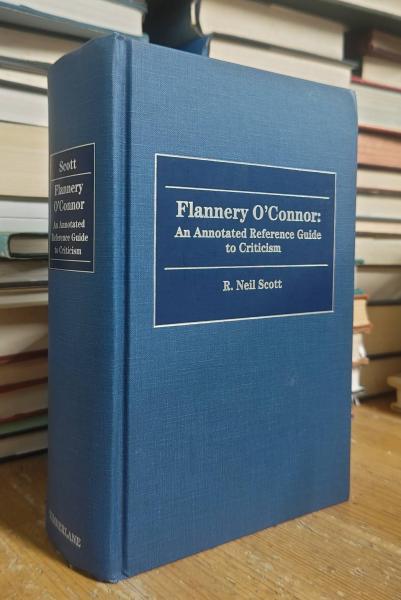 Scott
Flannery
O'Connor
An Annotated
Reference Guide
to Criticism
TIMBERLANE
Flannery O'Connor:
An Annotated Reference Guide
to Criticism
R. Neil Scott